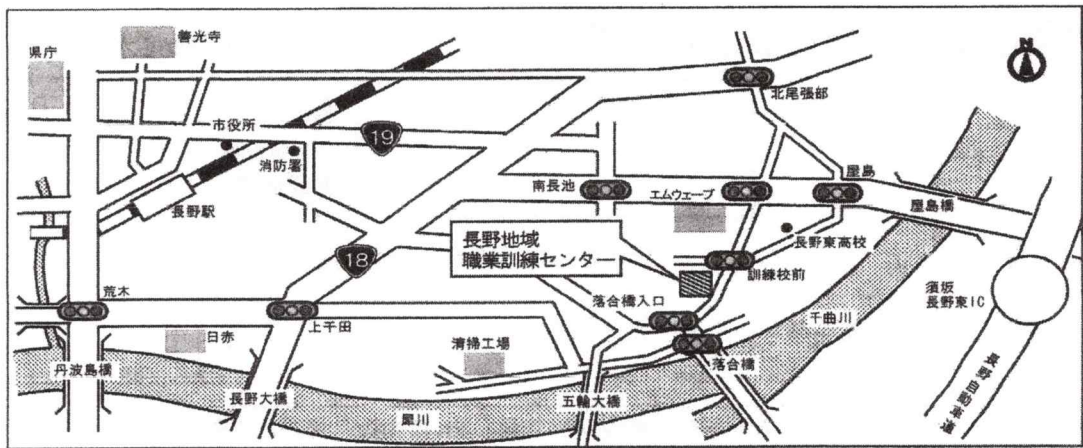 善光寺
県庁
N
北尾張部
市役所
19
消防署
南長池
エムウェーブ
屋島
長野駅
屋島橋
長野地域
職業訓練センター
長野東高校
18
訓練校前
荒木
落合橋入口
須坂
長野東IC
上千田
千曲川
日赤
清掃工場
丹波島橋
落合橋
長野大橋
犀川
五輪大橋
長野自動車道